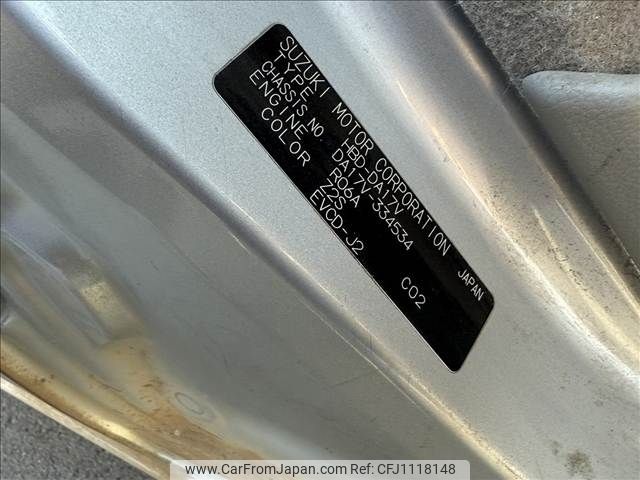 SUZUKI MOTOR CORPORATION JAPAN
TYPE HBD-DA17V
CHASSIS NO DA17V-334534
ENGINE R06A
COLOR Z2S
EVCD-J2 C02
www.CarFromJapan.com | REFNO:CFJ1118148